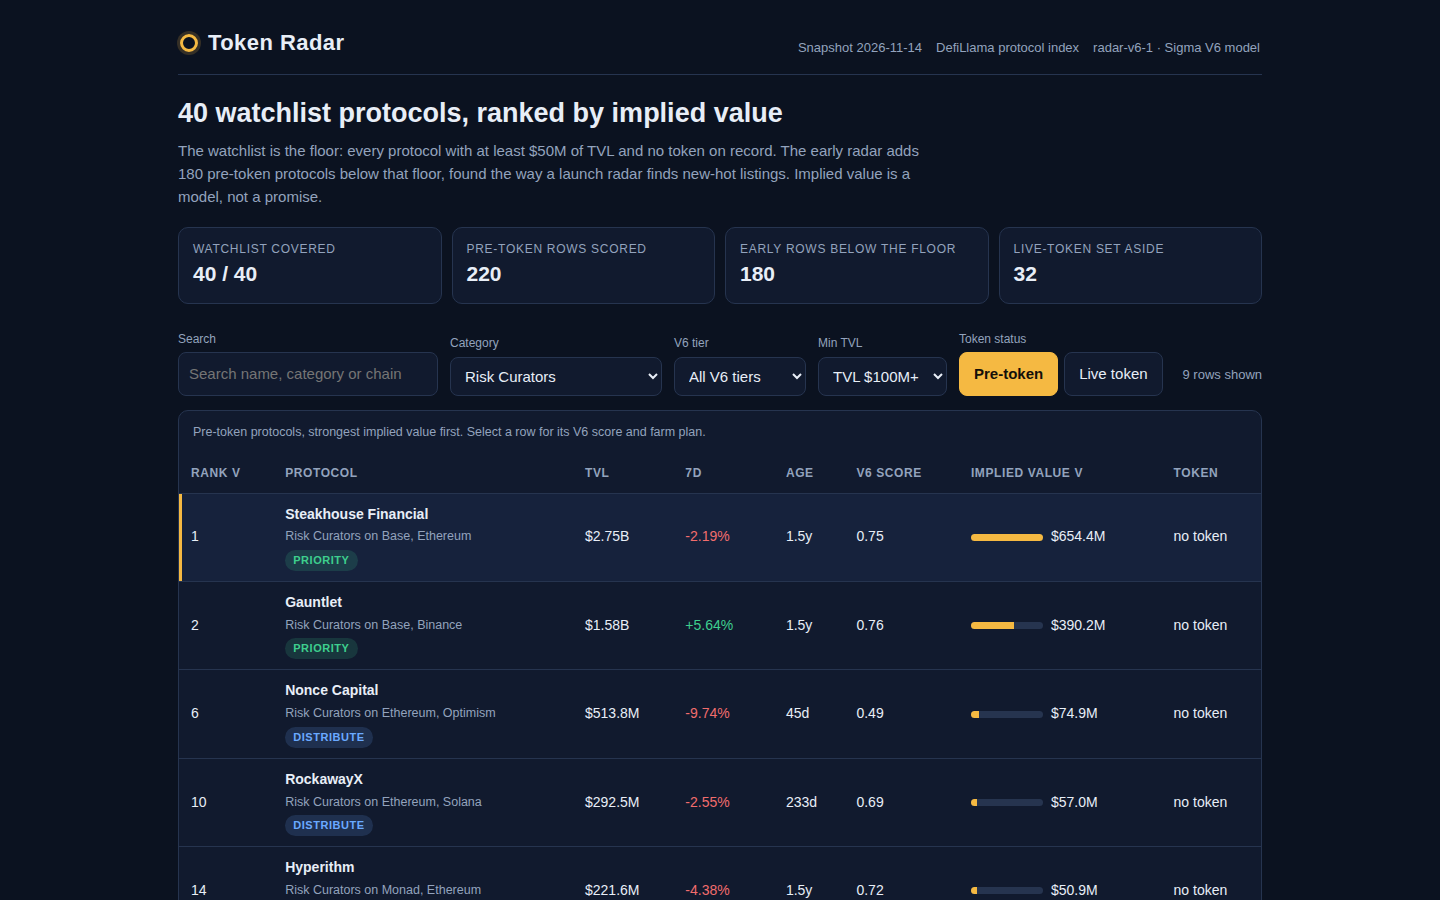 Token Radar
Snapshot 2026-11-14 DefiLlama protocol index radar-v6-1 · Sigma V6 model
40 watchlist protocols, ranked by implied value
The watchlist is the floor: every protocol with at least $50M of TVL and no token on record. The early radar adds
180 pre-token protocols below that floor, found the way a launch radar finds new-hot listings. Implied value is a
model, not a promise.
WATCHLIST COVERED
40 / 40
PRE-TOKEN ROWS SCORED
220
EARLY ROWS BELOW THE FLOOR
180
LIVE-TOKEN SET ASIDE
32
Search
Search name, category or chain
Category
Risk Curators
V6 tier
All V6 tiers
Min TVL
TVL $100M+
Token status
Pre-token Live token
9 rows shown
Pre-token protocols, strongest implied value first. Select a row for its V6 score and farm plan.
RANK V PROTOCOL TVL 7D AGE V6 SCORE IMPLIED VALUE V TOKEN
Steakhouse Financial
Risk Curators on Base, Ethereum
PRIORITY
1 $2.75B -2.19% 1.5y 0.75 $654.4M no token
Gauntlet
Risk Curators on Base, Binance
PRIORITY
2 $1.58B +5.64% 1.5y 0.76 $390.2M no token
Nonce Capital
Risk Curators on Ethereum, Optimism
DISTRIBUTE
6 $513.8M -9.74% 45d 0.49 $74.9M no token
RockawayX
Risk Curators on Ethereum, Solana
DISTRIBUTE
10 $292.5M -2.55% 233d 0.69 $57.0M no token
Hyperithm
Risk Curators on Monad, Ethereum
14 $221.6M -4.38% 1.5y 0.72 $50.9M no token